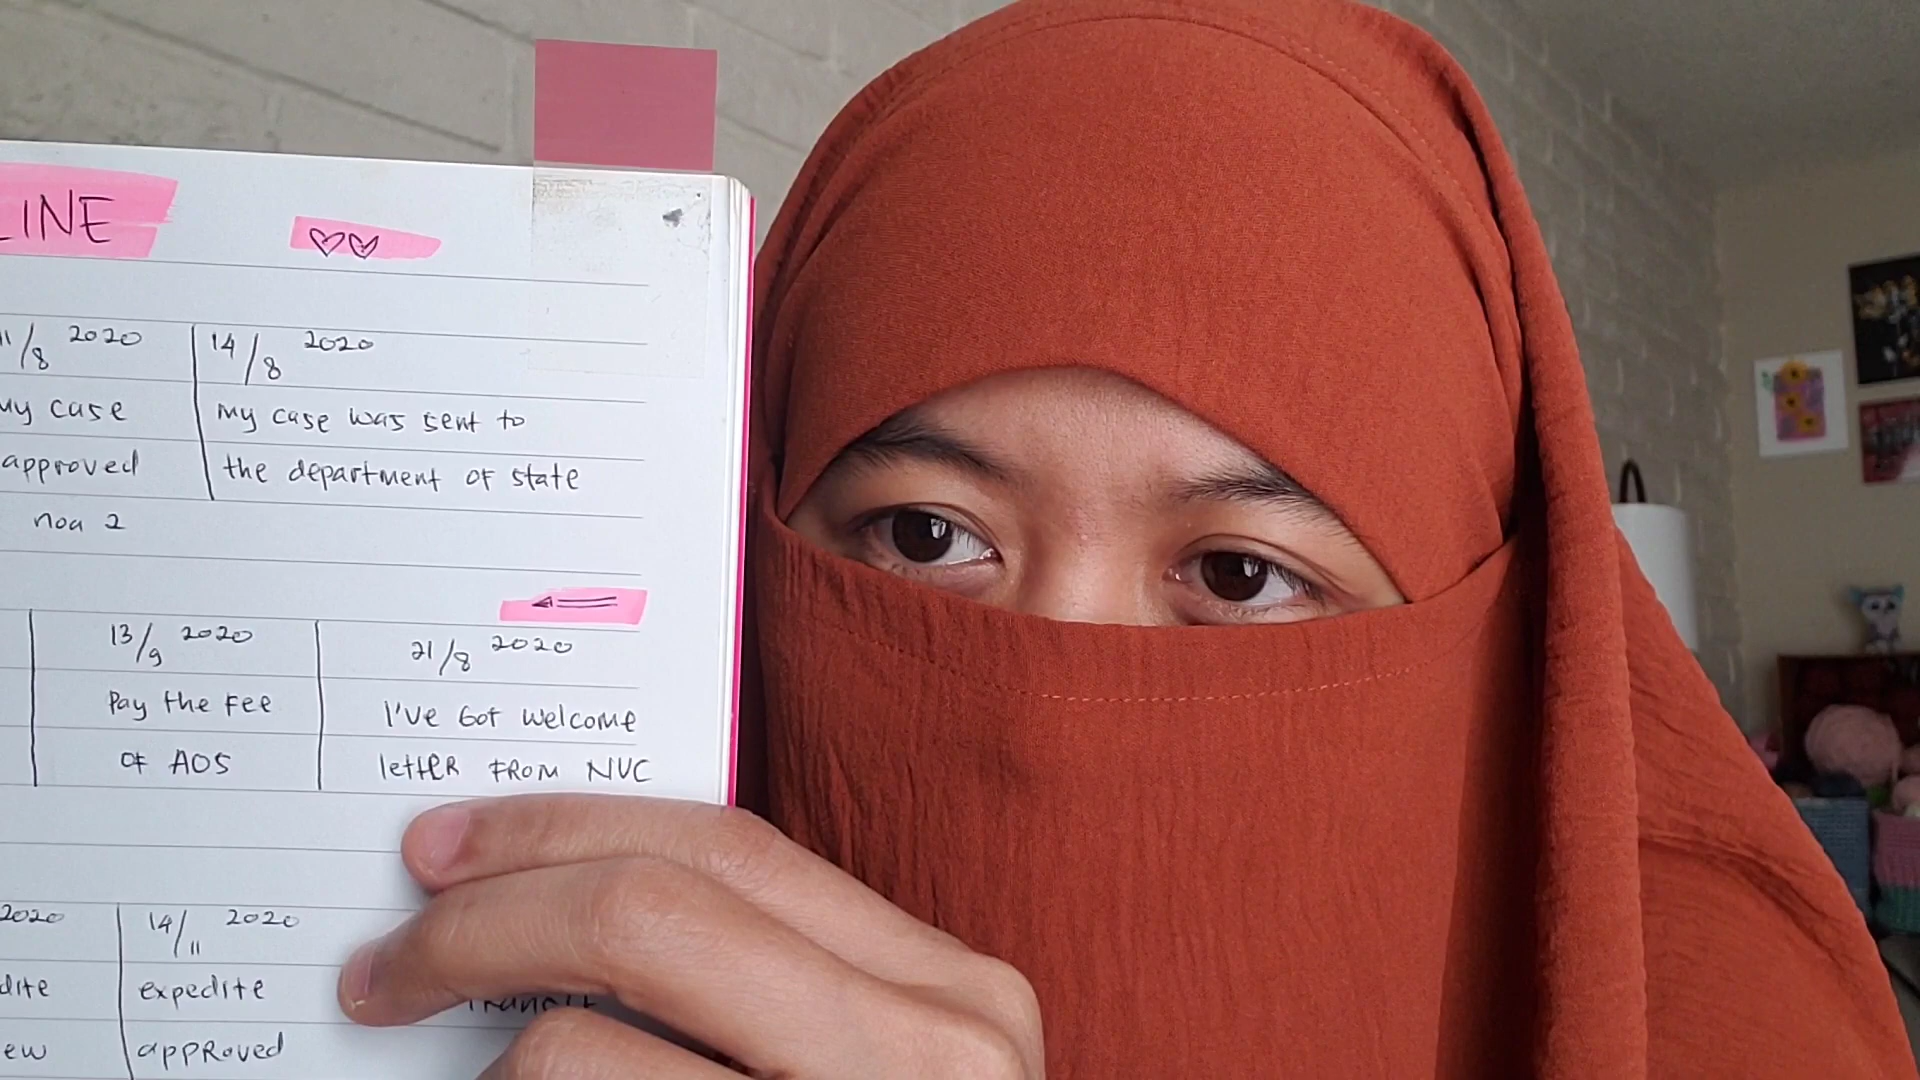 LINE
11/8 2020
14/8 2020
my case
my case was sent to
approved
the department of state
noa 2
13/9 2020
21/8 2020
Pay the Fee
I've Got welcome
OF AOS
letter FROM NVC
2020
14/11 2020
dite
expedite
ew
appRoved